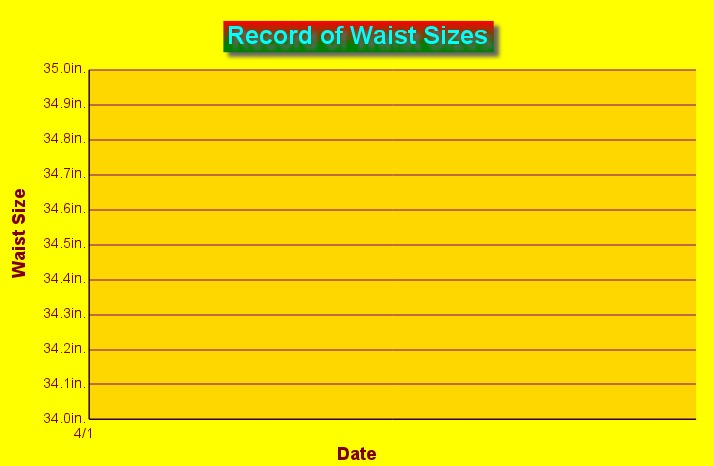 Record of Waist Sizes
35.0in.
34.9in.
34.8in.
34.7in.
34.6in.
34.5in.
34.4in.
34.3in.
34.2in.
34.1in.
34.0in.
Waist Size
4/1
Date